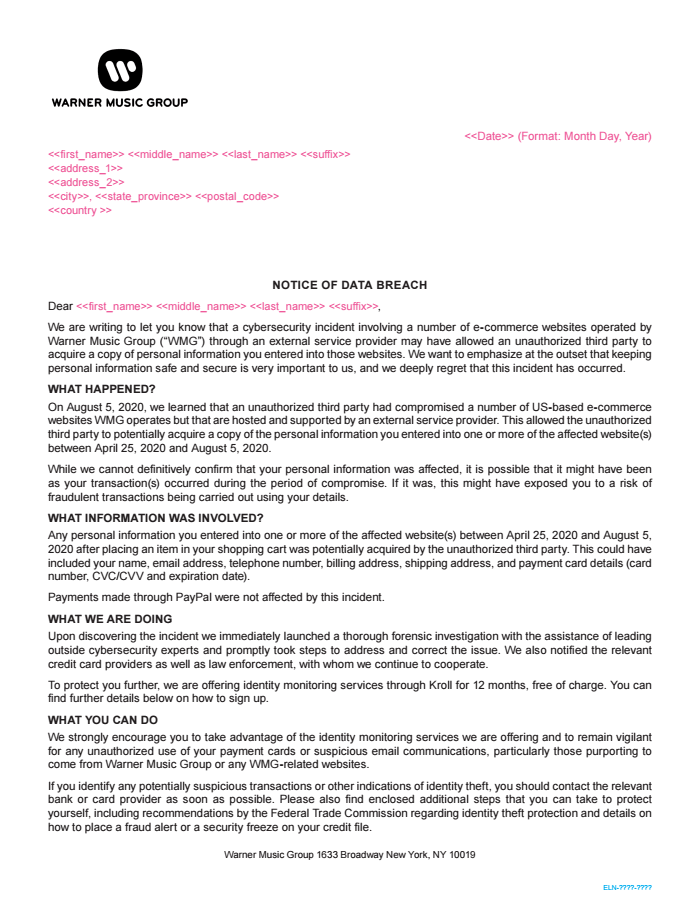 WARNER MUSIC GROUP
<<Date>> (Format: Month Day, Year)
<<first_name>> <<middle_name>> <<last_name>> <<suffix>>
<<address_1>>
<<address_2>>
<<city>>, <<state_province>> <<postal_code>>
<<country >>
NOTICE OF DATA BREACH
Dear <<first_name>> <<middle_name>> <<last_name>> <<suffix>>,
We are writing to let you know that a cybersecurity incident involving a number of e-commerce websites operated by
Warner Music Group (“WMG”) through an external service provider may have allowed an unauthorized third party to
acquire a copy of personal information you entered into those websites. We want to emphasize at the outset that keeping
personal information safe and secure is very important to us, and we deeply regret that this incident has occurred.
WHAT HAPPENED?
On August 5, 2020, we learned that an unauthorized third party had compromised a number of US-based e-commerce
websites WMG operates but that are hosted and supported by an external service provider. This allowed the unauthorized
third party to potentially acquire a copy of the personal information you entered into one or more of the affected website(s)
between April 25, 2020 and August 5, 2020.
While we cannot definitively confirm that your personal information was affected, it is possible that it might have been
as your transaction(s) occurred during the period of compromise. If it was, this might have exposed you to a risk of
fraudulent transactions being carried out using your details.
WHAT INFORMATION WAS INVOLVED?
Any personal information you entered into one or more of the affected website(s) between April 25, 2020 and August 5,
2020 after placing an item in your shopping cart was potentially acquired by the unauthorized third party. This could have
included your name, email address, telephone number, billing address, shipping address, and payment card details (card
number, CVC/CVV and expiration date).
Payments made through PayPal were not affected by this incident.
WHAT WE ARE DOING
Upon discovering the incident we immediately launched a thorough forensic investigation with the assistance of leading
outside cybersecurity experts and promptly took steps to address and correct the issue. We also notified the relevant
credit card providers as well as law enforcement, with whom we continue to cooperate.
To protect you further, we are offering identity monitoring services through Kroll for 12 months, free of charge. You can
find further details below on how to sign up.
WHAT YOU CAN DO
We strongly encourage you to take advantage of the identity monitoring services we are offering and to remain vigilant
for any unauthorized use of your payment cards or suspicious email communications, particularly those purporting to
come from Warner Music Group or any WMG-related websites.
If you identify any potentially suspicious transactions or other indications of identity theft, you should contact the relevant
bank or card provider as soon as possible. Please also find enclosed additional steps that you can take to protect
yourself, including recommendations by the Federal Trade Commission regarding identity theft protection and details on
how to place a fraud alert or a security freeze on your credit file.
Warner Music Group 1633 Broadway New York, NY 10019
ELN-????-????